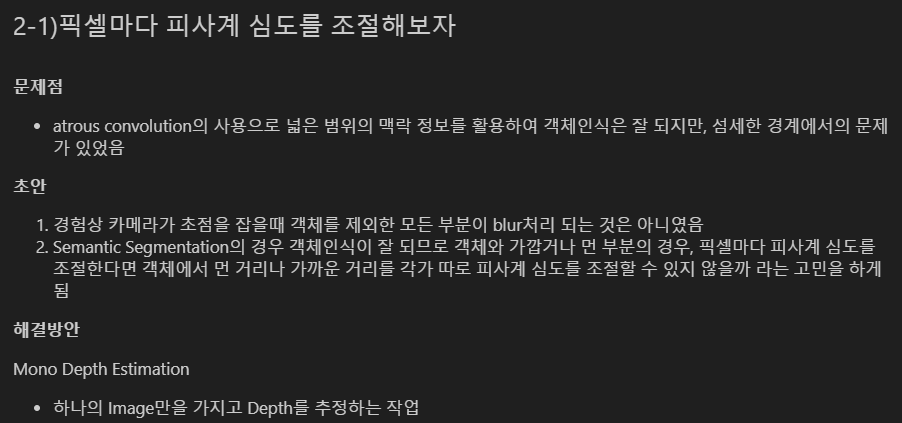 2-1)픽셀마다 피사계 심도를 조절해보자
문제점
• atrous convolution의 사용으로 넓은 범위의 맥락 정보를 활용하여 객체인식은 잘 되지만, 섬세한 경계에서의 문제
가 있었음
초안
1. 경험상 카메라가 초점을 잡을때 객체를 제외한 모든 부분이 blur처리 되는 것은 아니였음
2. Semantic Segmentation의 경우 객체인식이 잘 되므로 객체와 가깝거나 먼 부분의 경우, 픽셀마다 피사계 심도를
조절한다면 객체에서 먼 거리나 가까운 거리를 각가 따로 피사계 심도를 조절할 수 있지 않을까 라는 고민을 하게
됨
해결방안
Mono Depth Estimation
• 하나의 Image만을 가지고 Depth를 추정하는 작업